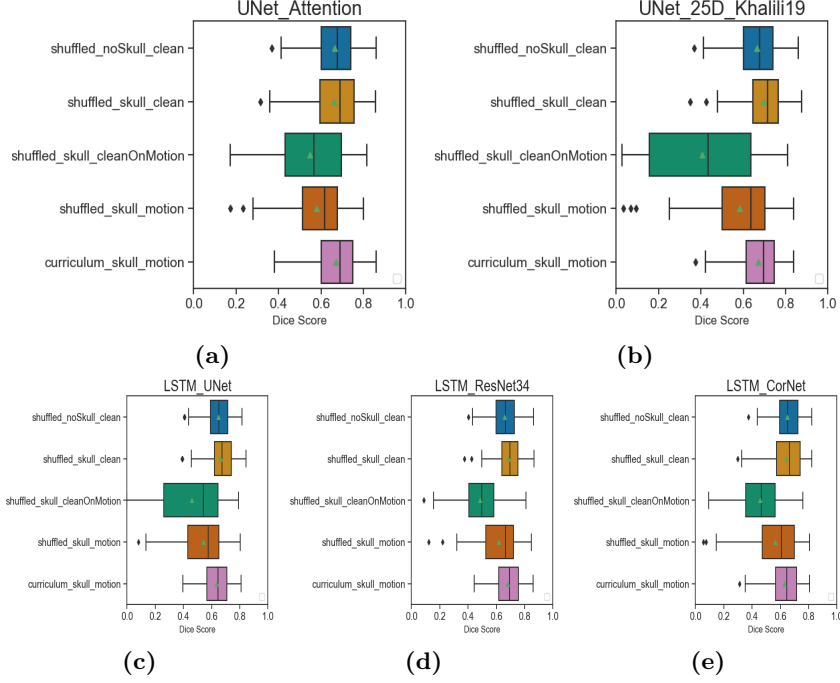 UNet_Attention
shuffled_noSkull_clean
shuffled_skull_clean
shuffled_skull_cleanOnMotion
shuffled_skull_motion
curriculum_skull_motion
0.0 0.2 0.4 0.6 0.8 1.0
Dice Score
(a)
UNet_25D_Khalili19
shuffled_noSkull_clean
shuffled_skull_clean
shuffled_skull_cleanOnMotion
shuffled_skull_motion
curriculum_skull_motion
0.0 0.2 0.4 0.6 0.8 1.0
Dice Score
(b)
LSTM_UNet
shuffled_noSkull_clean
shuffled_skull_clean
shuffled_skull_cleanOnMotion
shuffled_skull_motion
curriculum_skull_motion
0.0 0.2 0.4 0.6 0.8 1.0
Dice Score
(c)
LSTM_ResNet34
shuffled_noSkull_clean
shuffled_skull_clean
shuffled_skull_cleanOnMotion
shuffled_skull_motion
curriculum_skull_motion
0.0 0.2 0.4 0.6 0.8 1.0
Dice Score
(d)
LSTM_CorNet
shuffled_noSkull_clean
shuffled_skull_clean
shuffled_skull_cleanOnMotion
shuffled_skull_motion
curriculum_skull_motion
0.0 0.2 0.4 0.6 0.8 1.0
Dice Score
(e)